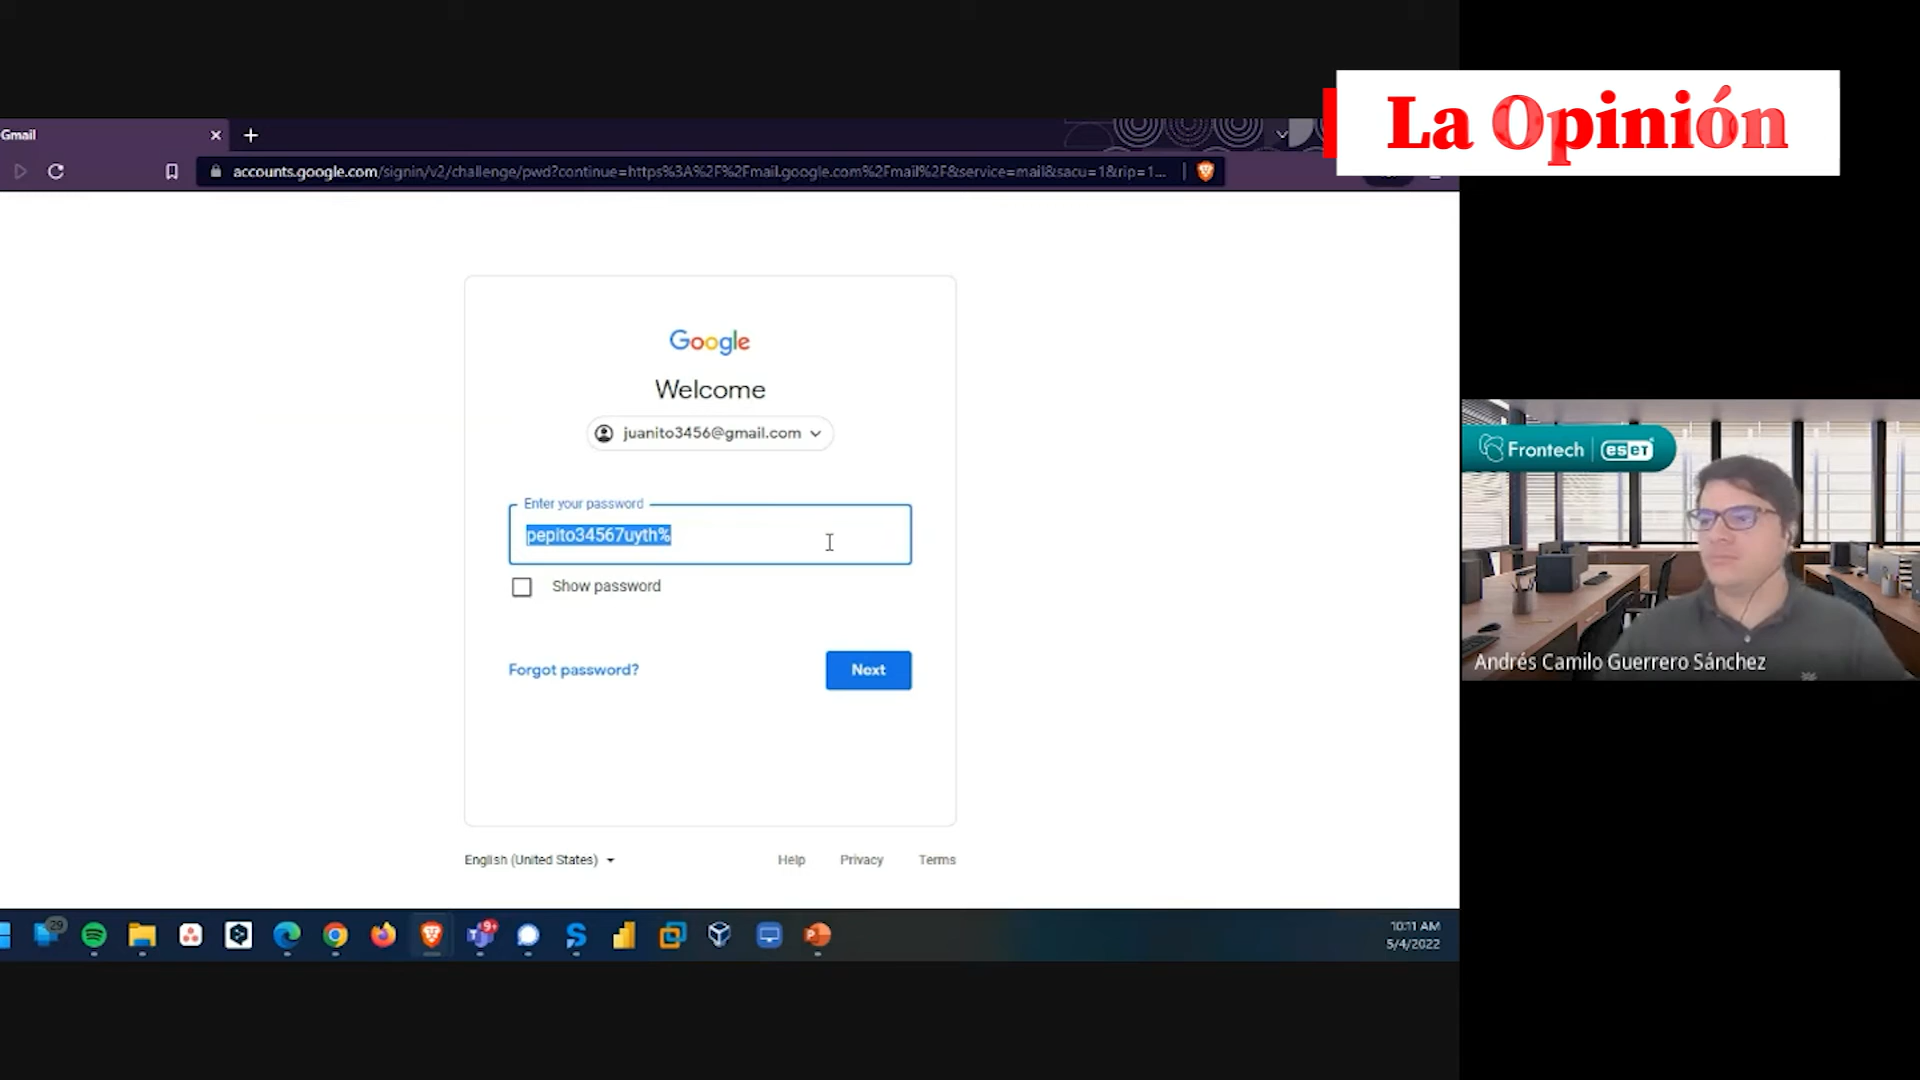 La Opinión
Gmail
accounts.google.com/signin/v2/challenge/pwd?continue=https%3A%2F%2Fmail.google.com%2Fmail%2F&service=mail&sacu=1&rip=1...
Google
Welcome
juanito3456@gmail.com
Enter your password
pepito34567uyth%
Show password
Forgot password?
Next
English (United States)
Help
Privacy
Terms
Frontech
eseT
Andrés Camilo Guerrero Sánchez
29
9+
10:11 AM
5/4/2022